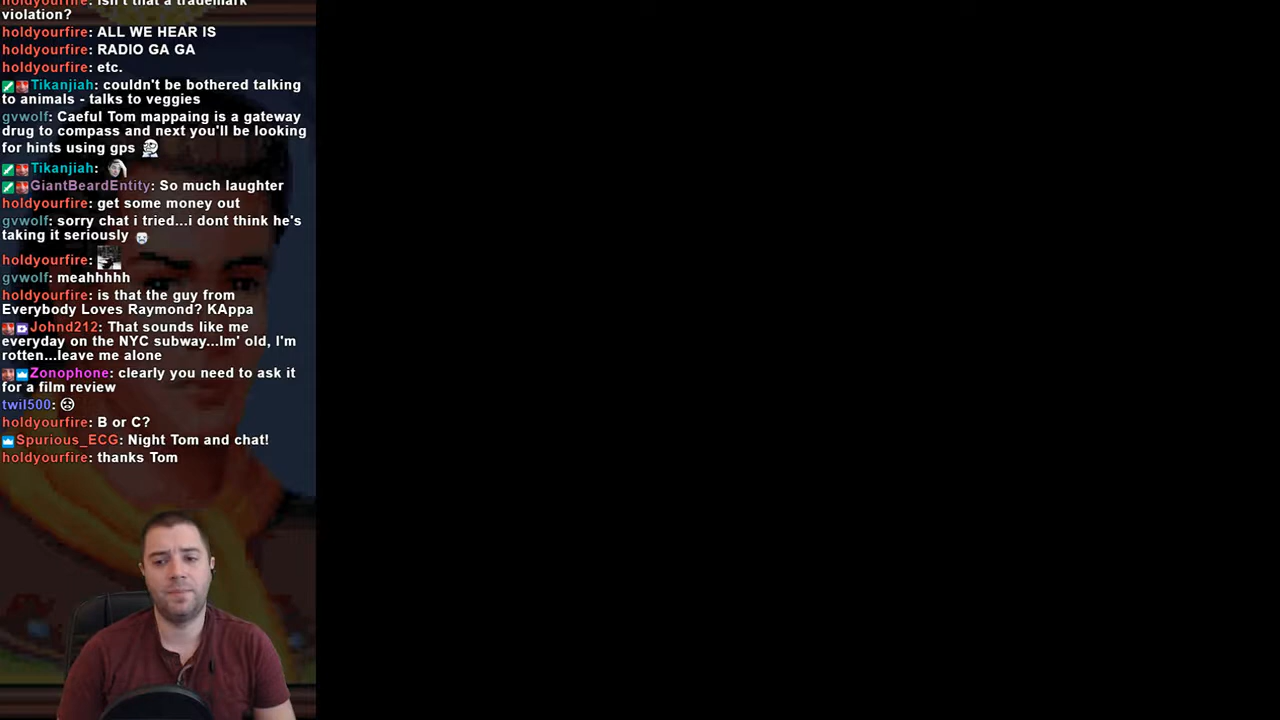 holdyourfire: isn't that a trademark
violation?
holdyourfire: ALL WE HEAR IS
holdyourfire: RADIO GA GA
holdyourfire: etc.
Tikanjiah: couldn't be bothered talking
to animals - talks to veggies
gvwolf: Caeful Tom mappaing is a gateway
drug to compass and next you'll be looking
for hints using gps
Tikanjiah:
GiantBeardEntity: So much laughter
holdyourfire: get some money out
gvwolf: sorry chat i tried...i dont think he's
taking it seriously
holdyourfire:
gvwolf: meahhhhh
holdyourfire: is that the guy from
Everybody Loves Raymond? KAppa
Johnd212: That sounds like me
everyday on the NYC subway...Im' old, I'm
rotten...leave me alone
Zonophone: clearly you need to ask it
for a film review
twil500:
holdyourfire: B or C?
Spurious_ECG: Night Tom and chat!
holdyourfire: thanks Tom